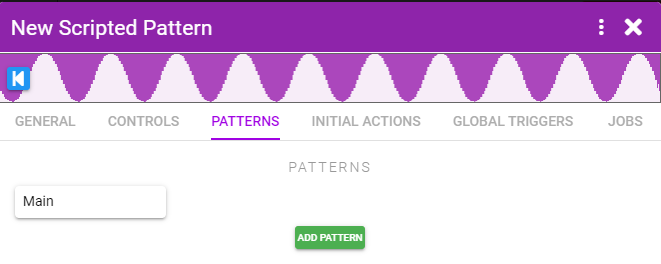 New Scripted Pattern
GENERAL CONTROLS PATTERNS INITIAL ACTIONS GLOBAL TRIGGERS JOBS
PATTERNS
Main
ADD PATTERN